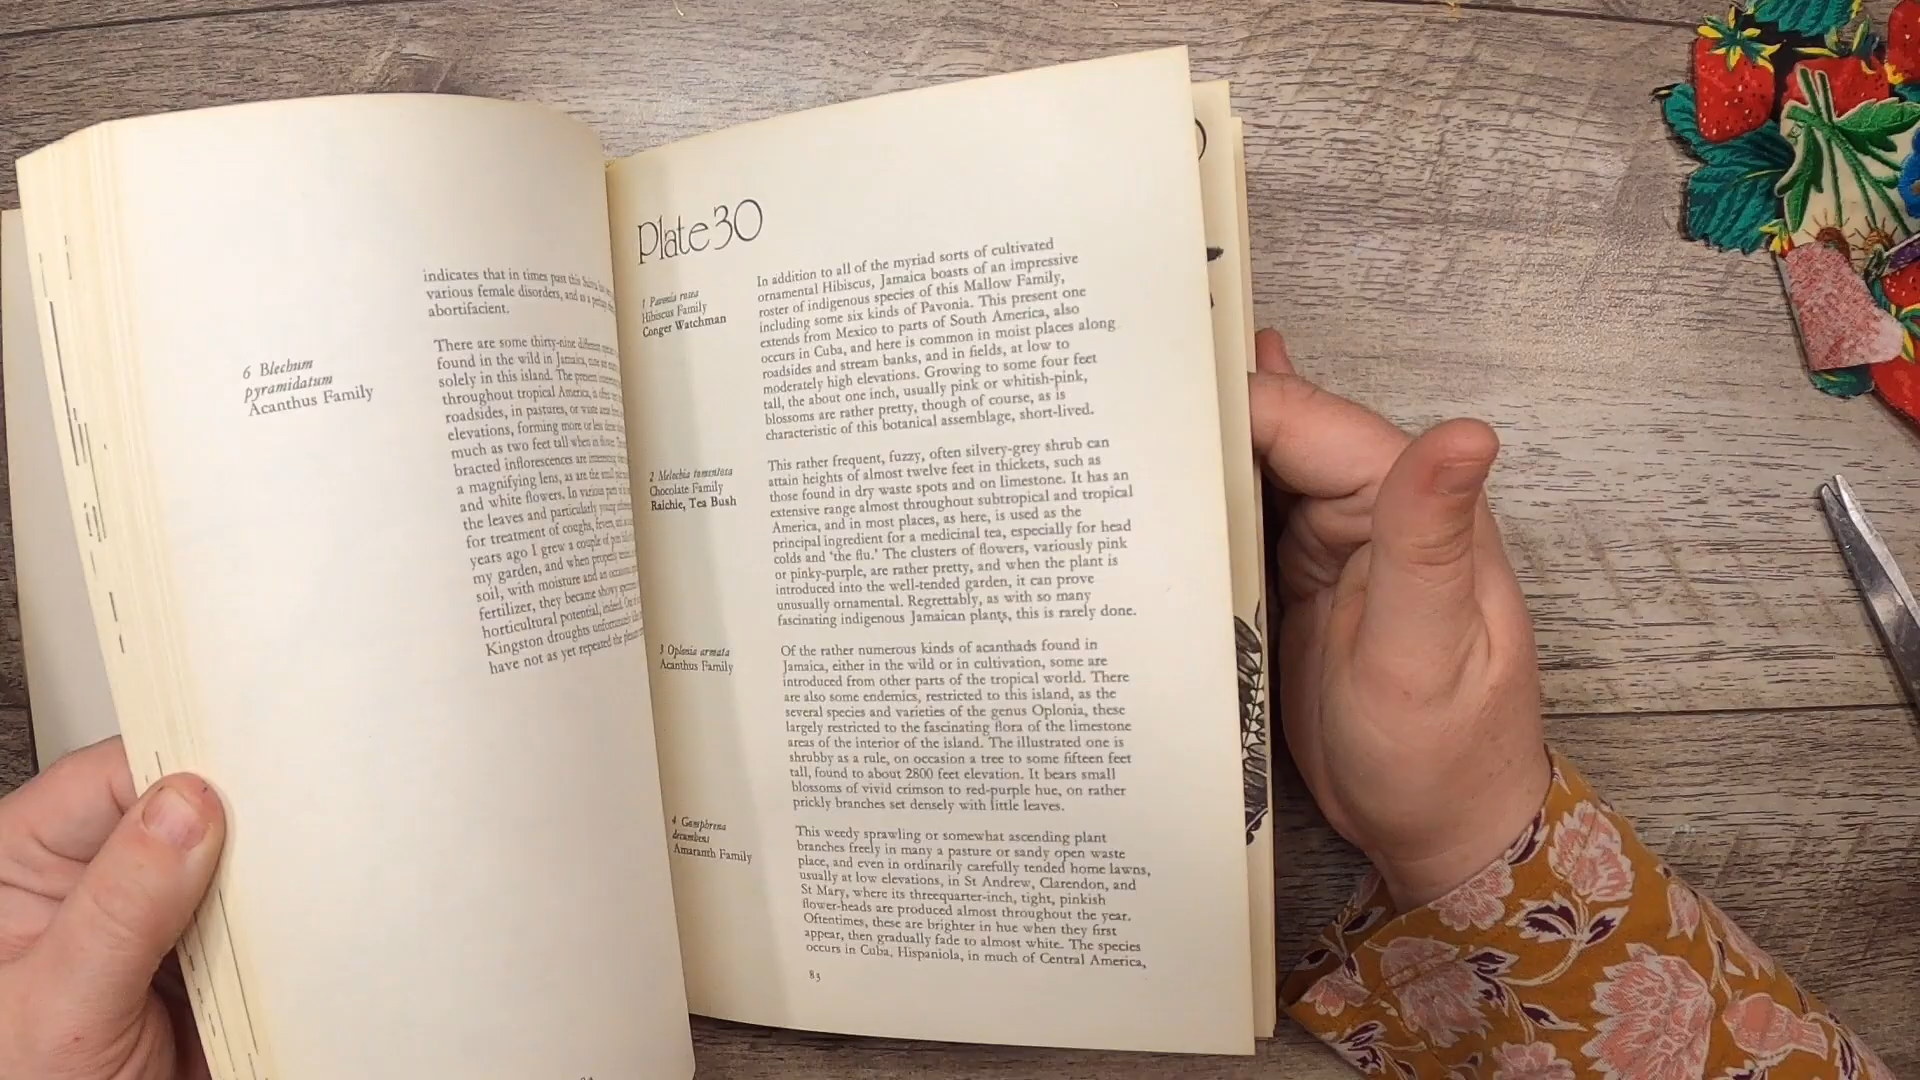 indicates that in times past this
various female disorders, and as a
abortifacient.
6 Blechum
pyramidatum
Acanthus Family
There are some thirty-nine different
found in the wild in Jamaica, nine
solely in this island. The present
throughout tropical America, is
roadsides, in pastures, or waste
elevations, forming more or less
much as two feet tall when in flower.
bracted inflorescences are
a magnifying lens, as are the small
and white flowers. In various
the leaves and particularly young
for treatment of coughs, fever,
years ago I grew a couple of
my garden, and when properly
soil, with moisture and an occasional
fertilizer, they became showy
horticultural potential, indeed.
Kingston droughts unfortunately
have not as yet repeated the
Plate 30
1 Pavonia rosea
Hibiscus Family
Conger Watchman
In addition to all of the myriad sorts of cultivated
ornamental Hibiscus, Jamaica boasts of an impressive
roster of indigenous species of this Mallow Family,
including some six kinds of Pavonia. This present one
extends from Mexico to parts of South America, also
occurs in Cuba, and here is common in moist places along
roadsides and stream banks, and in fields, at low to
moderately high elevations. Growing to some four feet
tall, the about one inch, usually pink or whitish-pink,
blossoms are rather pretty, though of course, as is
characteristic of this botanical assemblage, short-lived.
2 Melochia tomentosa
Chocolate Family
Raichie, Tea Bush
This rather frequent, fuzzy, often silvery-grey shrub can
attain heights of almost twelve feet in thickets, such as
those found in dry waste spots and on limestone. It has an
extensive range almost throughout subtropical and tropical
America, and in most places, as here, is used as the
principal ingredient for a medicinal tea, especially for head
colds and 'the flu.' The clusters of flowers, variously pink
or pinky-purple, are rather pretty, and when the plant is
introduced into the well-tended garden, it can prove
unusually ornamental. Regrettably, as with so many
fascinating indigenous Jamaican plants, this is rarely done.
3 Oplonia armata
Acanthus Family
Of the rather numerous kinds of acanthads found in
Jamaica, either in the wild or in cultivation, some are
introduced from other parts of the tropical world. There
are also some endemics, restricted to this island, as the
several species and varieties of the genus Oplonia, these
largely restricted to the fascinating flora of the limestone
areas of the interior of the island. The illustrated one is
shrubby as a rule, on occasion a tree to some fifteen feet
tall, found to about 2800 feet elevation. It bears small
blossoms of vivid crimson to red-purple hue, on rather
prickly branches set densely with little leaves.
4 Gomphrena
decumbens
Amaranth Family
This weedy sprawling or somewhat ascending plant
branches freely in many a pasture or sandy open waste
place, and even in ordinarily carefully tended home lawns,
usually at low elevations, in St Andrew, Clarendon, and
St Mary, where its threequarter-inch, tight, pinkish
flower-heads are produced almost throughout the year.
Oftentimes, these are brighter in hue when they first
appear, then gradually fade to almost white. The species
occurs in Cuba, Hispaniola, in much of Central America,
83